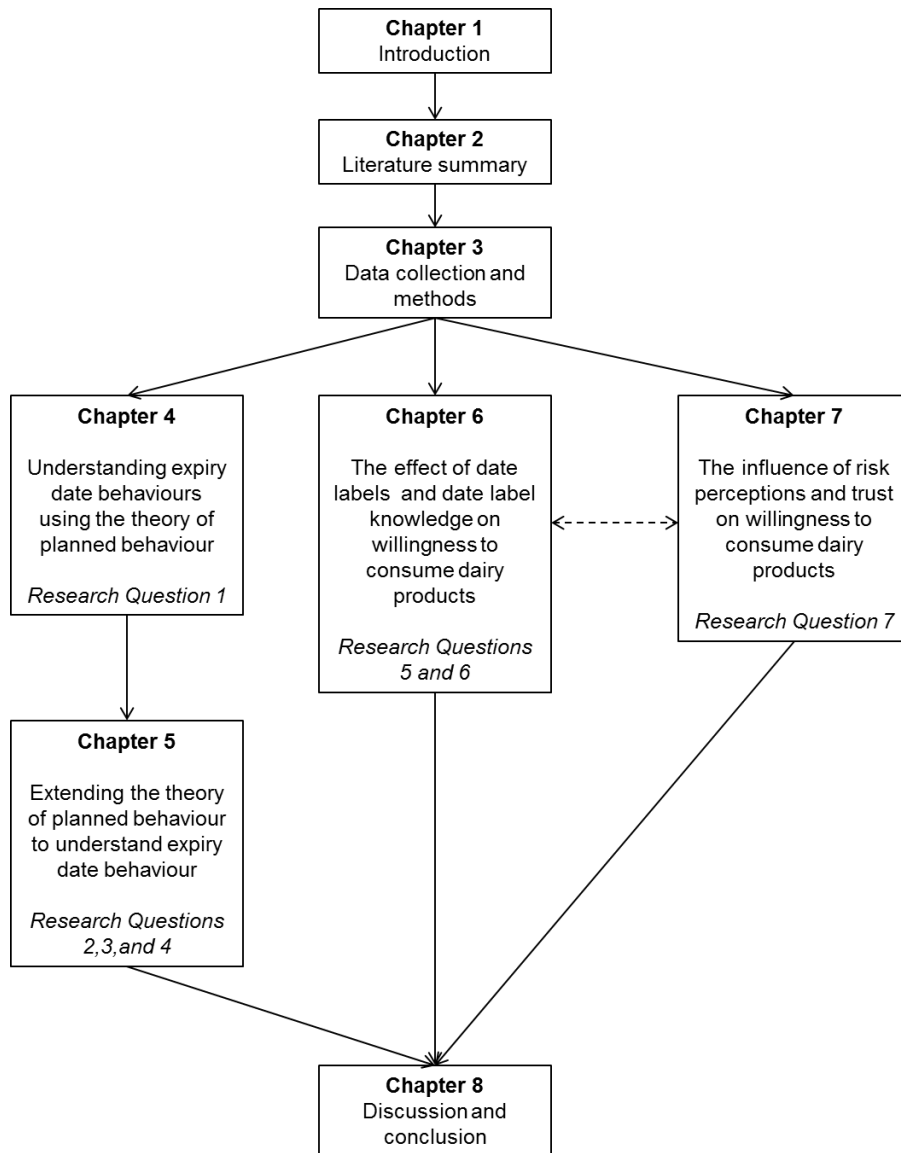 Chapter 1
Introduction
Chapter 2
Literature summary
Chapter 3
Data collection and
methods
Chapter 4
Understanding expiry
date behaviours
using the theory of
planned behaviour
Research Question 1
Chapter 6
The effect of date
labels and date label
knowledge on
willingness to
consume dairy
products
Research Questions
5 and 6
Chapter 7
The influence of risk
perceptions and trust
on willingness to
consume dairy
products
Research Question 7
Chapter 5
Extending the theory
of planned behaviour
to understand expiry
date behaviour
Research Questions
2,3,and 4
Chapter 8
Discussion and
conclusion